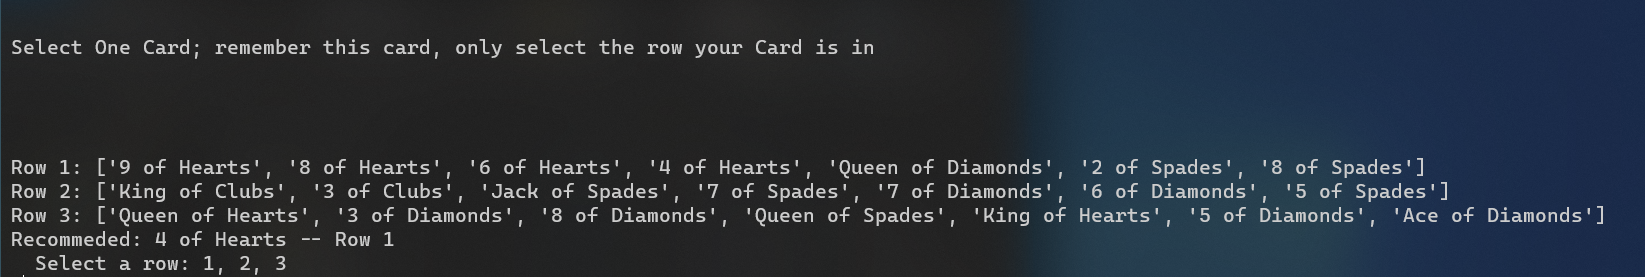 Select One Card; remember this card, only select the row your Card is in
Row 1: ['9 of Hearts', '8 of Hearts', '6 of Hearts', '4 of Hearts', 'Queen of Diamonds', '2 of Spades', '8 of Spades']
Row 2: ['King of Clubs', '3 of Clubs', 'Jack of Spades', '7 of Spades', '7 of Diamonds', '6 of Diamonds', '5 of Spades']
Row 3: ['Queen of Hearts', '3 of Diamonds', '8 of Diamonds', 'Queen of Spades', 'King of Hearts', '5 of Diamonds', 'Ace of Diamonds']
Recommeded: 4 of Hearts -- Row 1
Select a row: 1, 2, 3